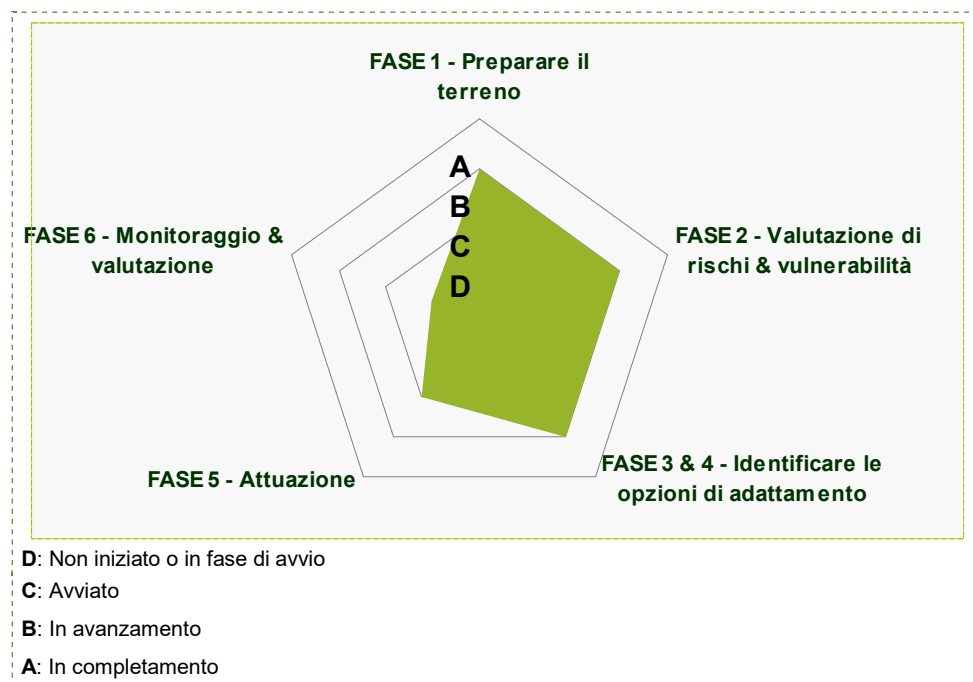 FASE 1 - Preparare il
terreno
A
B
C
D
FASE 6 - Monitoraggio &
valutazione
FASE 2 - Valutazione di
rischi & vulnerabilità
FASE 5 - Attuazione
FASE 3 & 4 - Identificare le
opzioni di adattamento
D: Non iniziato o in fase di avvio
C: Avviato
B: In avanzamento
A: In completamento